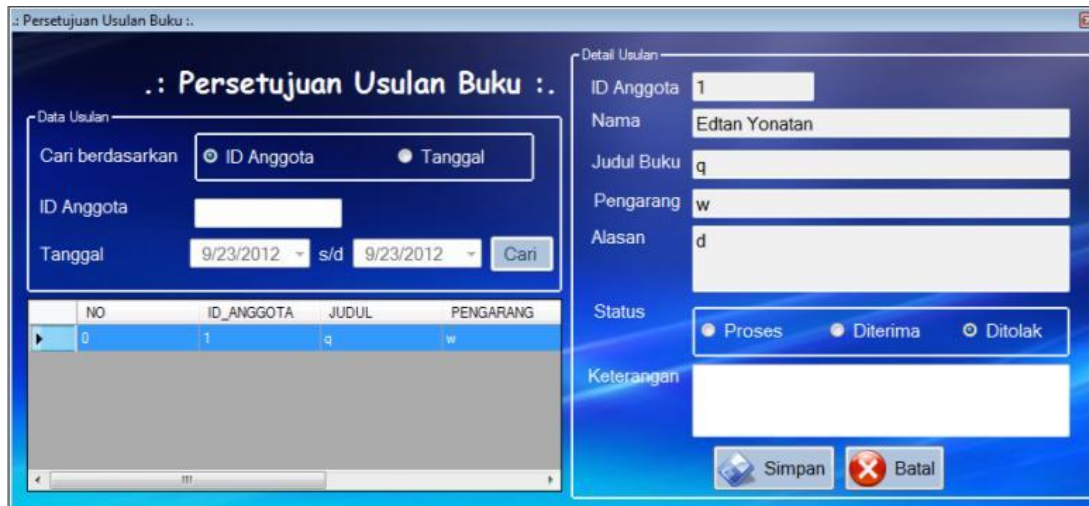 .: Persetujuan Usulan Buku :.
.: Persetujuan Usulan Buku :.
Data Usulan
Cari berdasarkan ID Anggota Tanggal
ID Anggota
Tanggal 9/23/2012 s/d 9/23/2012 Cari
NO ID_ANGGOTA JUDUL PENGARANG
0 1 q w
Detail Usulan
ID Anggota 1
Nama Edtan Yonatan
Judul Buku q
Pengarang w
Alasan d
Status Proses Diterima Ditolak
Keterangan
Simpan Batal